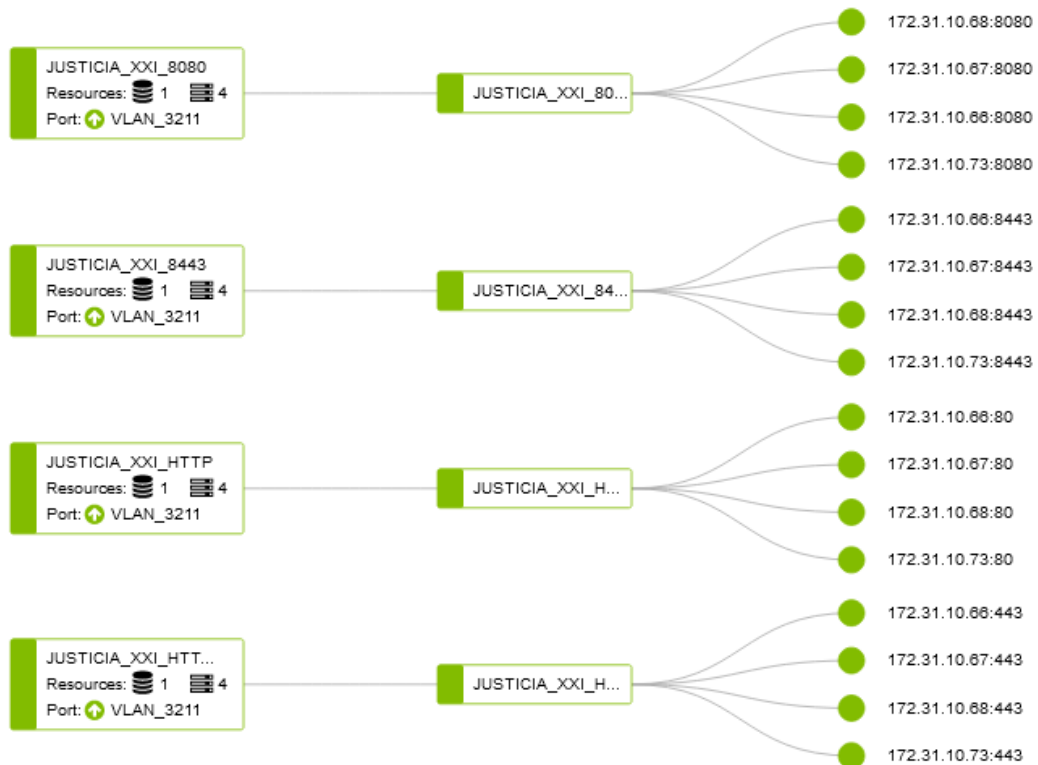 JUSTICIA_XXI_8080
Resources: 1 4
Port: VLAN_3211
JUSTICIA_XXI_80...
172.31.10.68:8080
172.31.10.67:8080
172.31.10.66:8080
172.31.10.73:8080
JUSTICIA_XXI_8443
Resources: 1 4
Port: VLAN_3211
JUSTICIA_XXI_84...
172.31.10.66:8443
172.31.10.67:8443
172.31.10.68:8443
172.31.10.73:8443
JUSTICIA_XXI_HTTP
Resources: 1 4
Port: VLAN_3211
JUSTICIA_XXI_H...
172.31.10.66:80
172.31.10.67:80
172.31.10.68:80
172.31.10.73:80
JUSTICIA_XXI_HTT...
Resources: 1 4
Port: VLAN_3211
JUSTICIA_XXI_H...
172.31.10.66:443
172.31.10.67:443
172.31.10.68:443
172.31.10.73:443